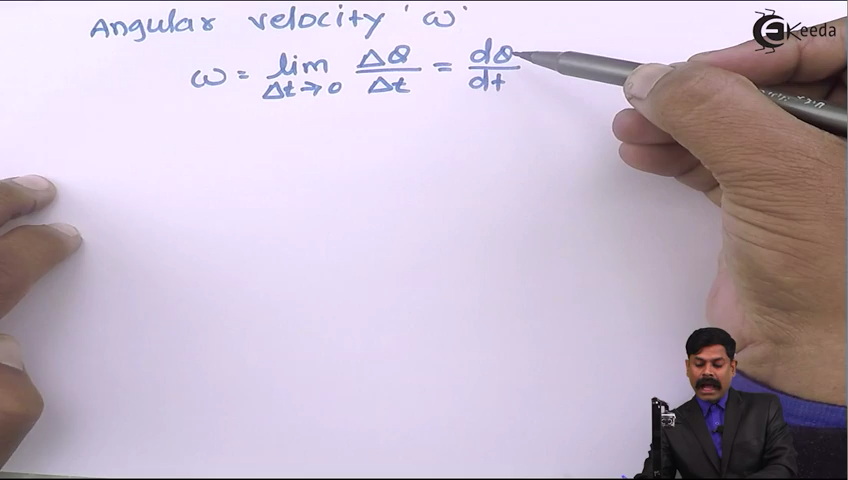 Keeda
Angular velocity 'ω'
ω = lim Δt→0 Δθ/Δt = dθ/dt